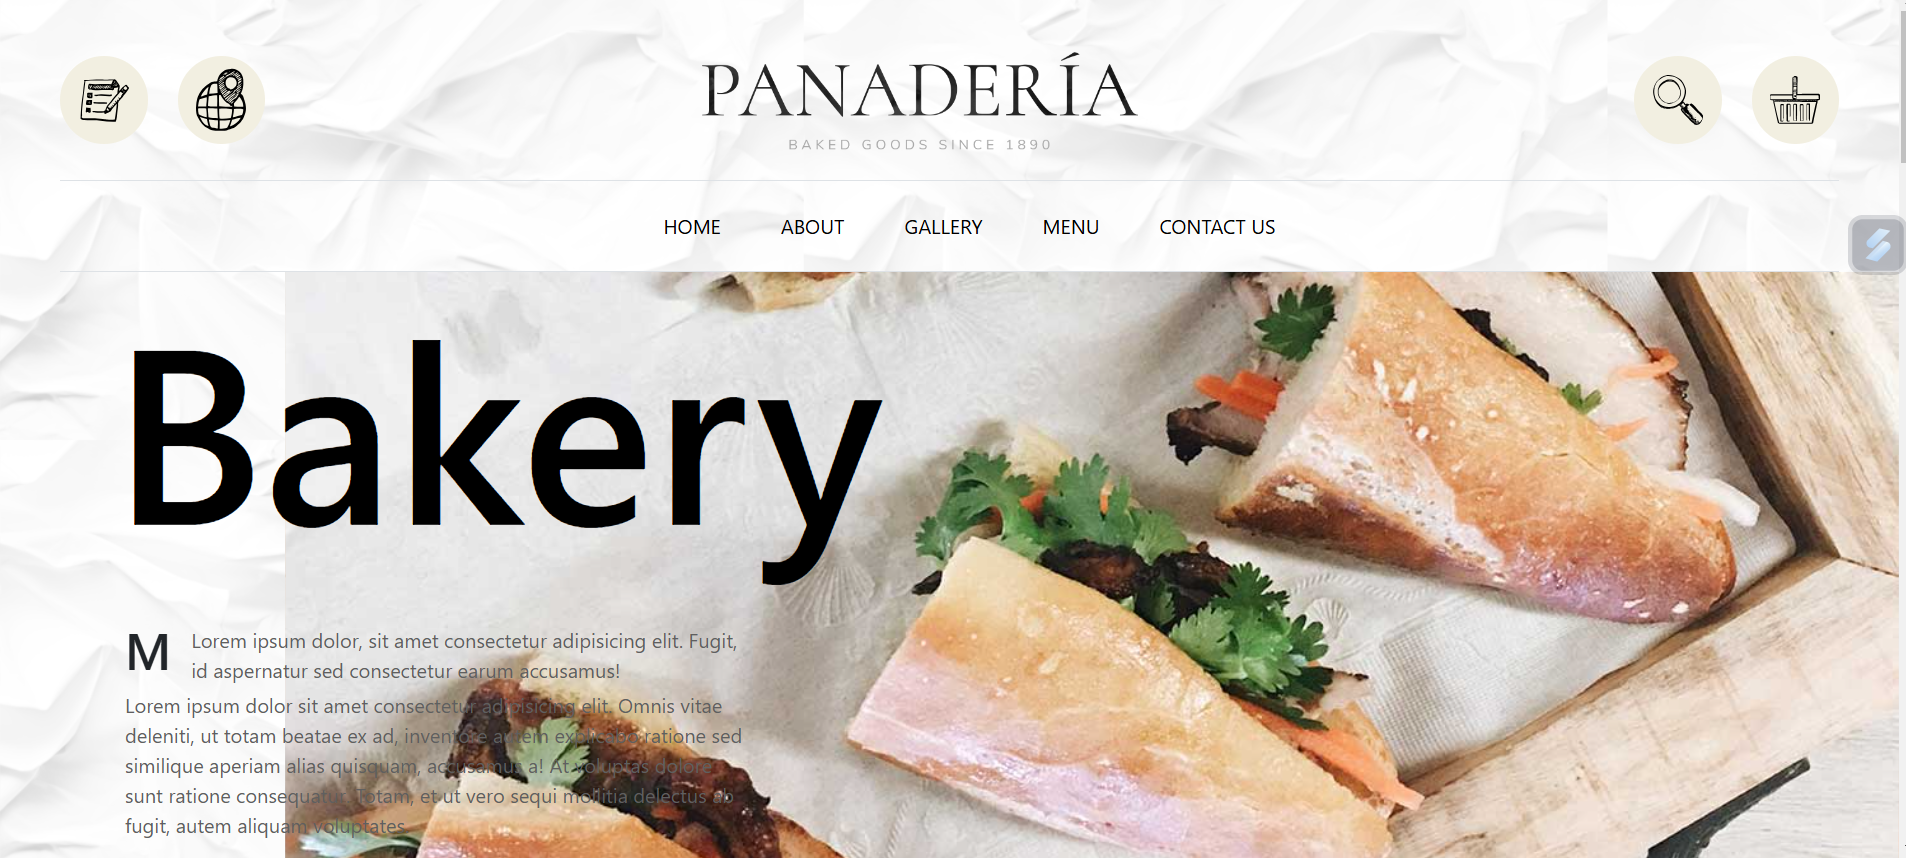 PANADERÍA
BAKED GOODS SINCE 1890
HOME ABOUT GALLERY MENU CONTACT US
Bakery
M Lorem ipsum dolor, sit amet consectetur adipisicing elit. Fugit,
id aspernatur sed consectetur earum accusamus!
Lorem ipsum dolor sit amet consectetur adipisicing elit. Omnis vitae
deleniti, ut totam beatae ex ad, inventore autem explicabo ratione sed
similique aperiam alias quisquam, accusamus a! At voluptas dolore
sunt ratione consequatur. Totam, et ut vero sequi mollitia delectus ab
fugit, autem aliquam voluptates